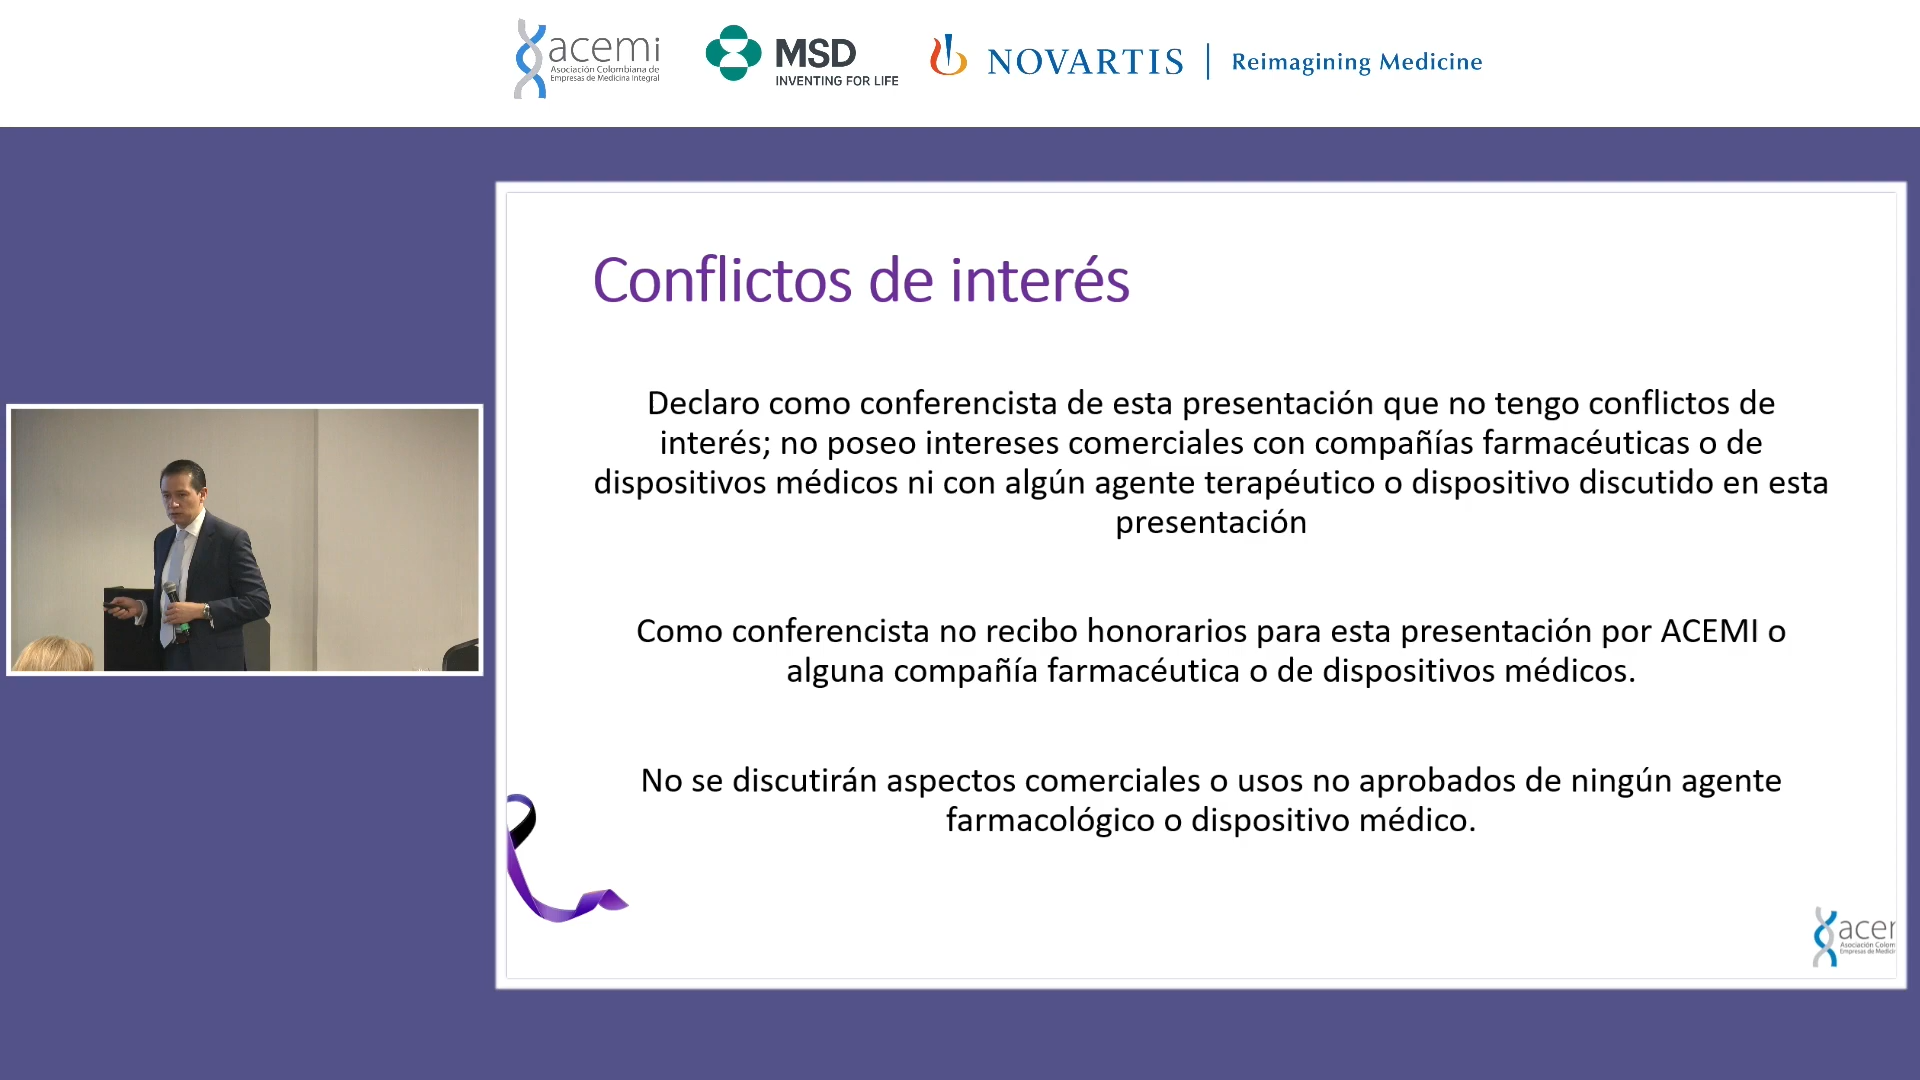 acemi
Asociación Colombiana de
Empresas de Medicina Integral
MSD
INVENTING FOR LIFE
NOVARTIS
Reimagining Medicine
Conflictos de interés
Declaro como conferencista de esta presentación que no tengo conflictos de
interés; no poseo intereses comerciales con compañías farmacéuticas o de
dispositivos médicos ni con algún agente terapéutico o dispositivo discutido en esta
presentación
Como conferencista no recibo honorarios para esta presentación por ACEMI o
alguna compañía farmacéutica o de dispositivos médicos.
No se discutirán aspectos comerciales o usos no aprobados de ningún agente
farmacológico o dispositivo médico.
acer
Asociación Colom
Empresas de Medicin